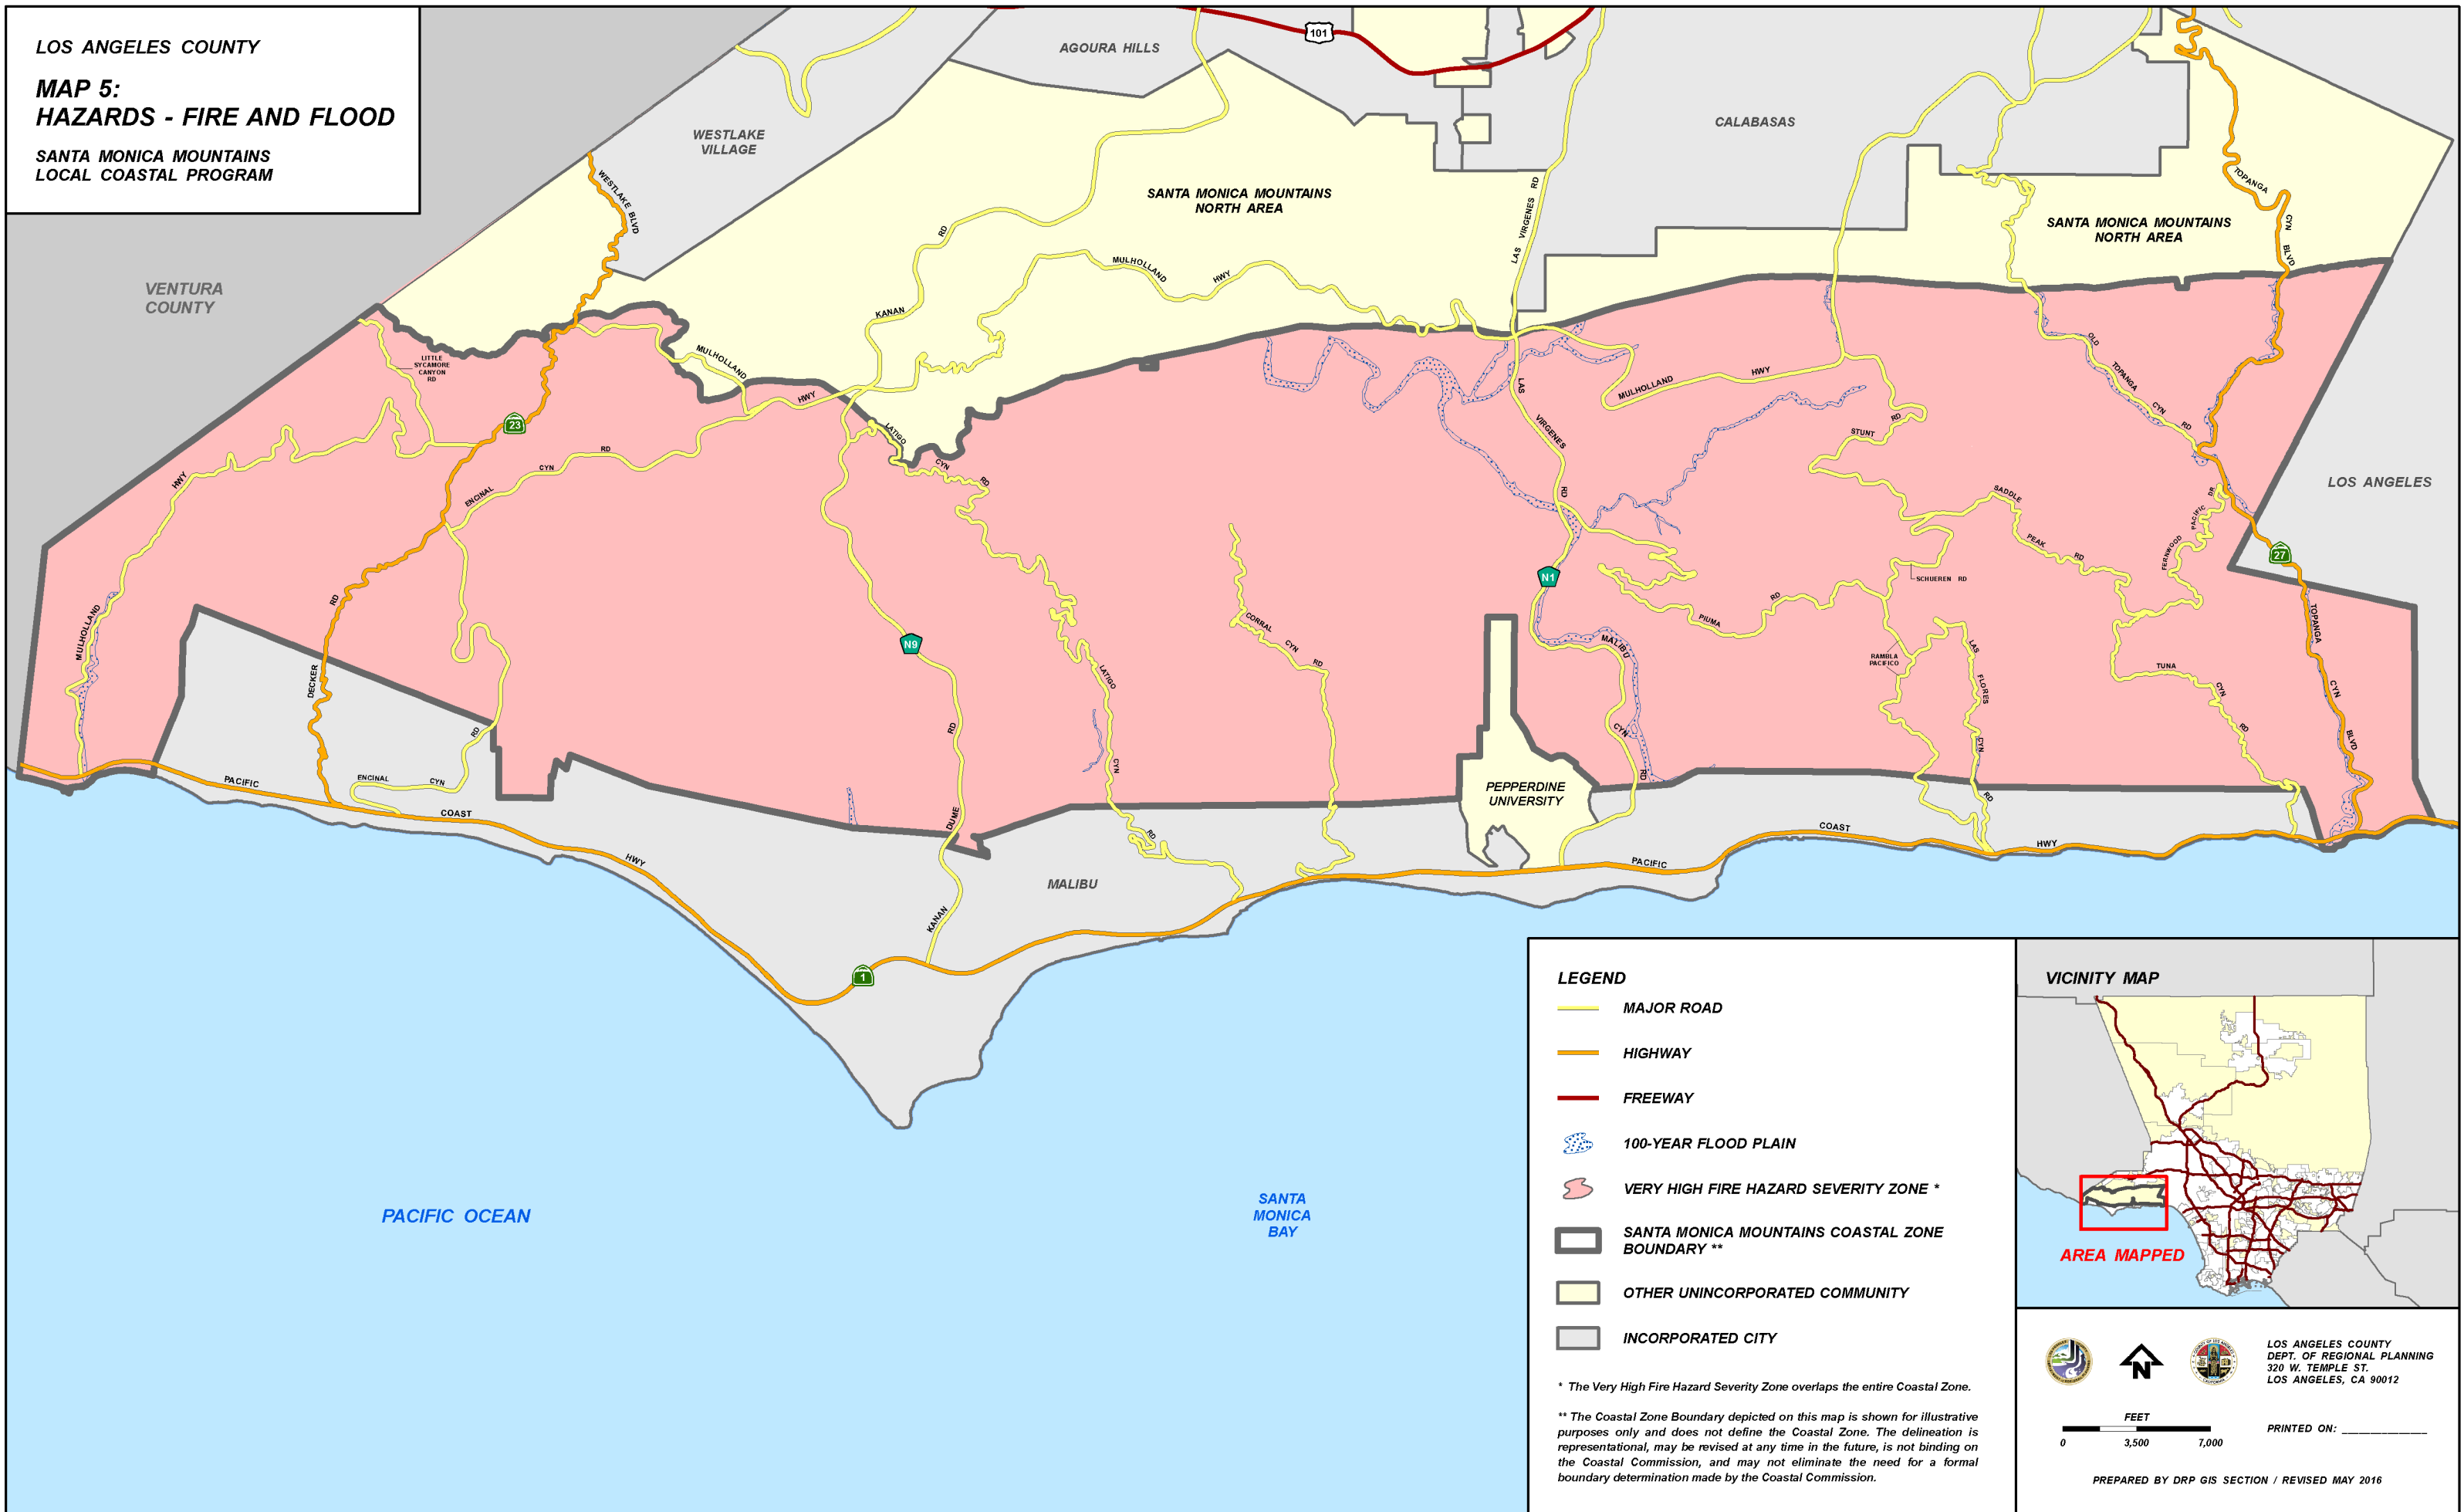 LOS ANGELES COUNTY
MAP 5:
HAZARDS - FIRE AND FLOOD
SANTA MONICA MOUNTAINS
LOCAL COASTAL PROGRAM
AGOURA HILLS
101
WESTLAKE
VILLAGE
CALABASAS
WESTLAKE BLVD
SANTA MONICA MOUNTAINS
NORTH AREA
LAS VIRGENES RD
TOPANGA
CYN
BLVD
SANTA MONICA MOUNTAINS
NORTH AREA
VENTURA
COUNTY
KANAN
RD
MULHOLLAND
HWY
LITTLE
SYCAMORE
CANYON
RD
MULHOLLAND
HWY
23
LATIGO
CYN
RD
LAS
VIRGENES
RD
MULHOLLAND
HWY
STUNT
RD
OLD
TOPANGA
CYN
RD
LOS ANGELES
HWY
MULHOLLAND
ENCINAL
CYN
RD
SADDLE
PEAK
RD
FERNWOOD
PACIFIC
DR
27
N1
SCHUEREN RD
RD
DECKER
N9
CORRAL
CYN
RD
PIUMA
RD
MALIBU
CYN
RD
RAMBLA
PACIFICO
LAS
FLORES
CYN
RD
TUNA
CYN
RD
TOPANGA
CYN
BLVD
LATIGO
CYN
RD
RD
DUME
KANAN
RD
ENCINAL
CYN
PACIFIC
COAST
HWY
PEPPERDINE
UNIVERSITY
MALIBU
PACIFIC
COAST
HWY
1
PACIFIC OCEAN
SANTA
MONICA
BAY
LEGEND
MAJOR ROAD
HIGHWAY
FREEWAY
100-YEAR FLOOD PLAIN
VERY HIGH FIRE HAZARD SEVERITY ZONE *
SANTA MONICA MOUNTAINS COASTAL ZONE
BOUNDARY **
OTHER UNINCORPORATED COMMUNITY
INCORPORATED CITY
* The Very High Fire Hazard Severity Zone overlaps the entire Coastal Zone.
** The Coastal Zone Boundary depicted on this map is shown for illustrative
purposes only and does not define the Coastal Zone. The delineation is
representational, may be revised at any time in the future, is not binding on
the Coastal Commission, and may not eliminate the need for a formal
boundary determination made by the Coastal Commission.
VICINITY MAP
AREA MAPPED
N
LOS ANGELES COUNTY
DEPT. OF REGIONAL PLANNING
320 W. TEMPLE ST.
LOS ANGELES, CA 90012
FEET
0 3,500 7,000
PRINTED ON: ______________
PREPARED BY DRP GIS SECTION / REVISED MAY 2016